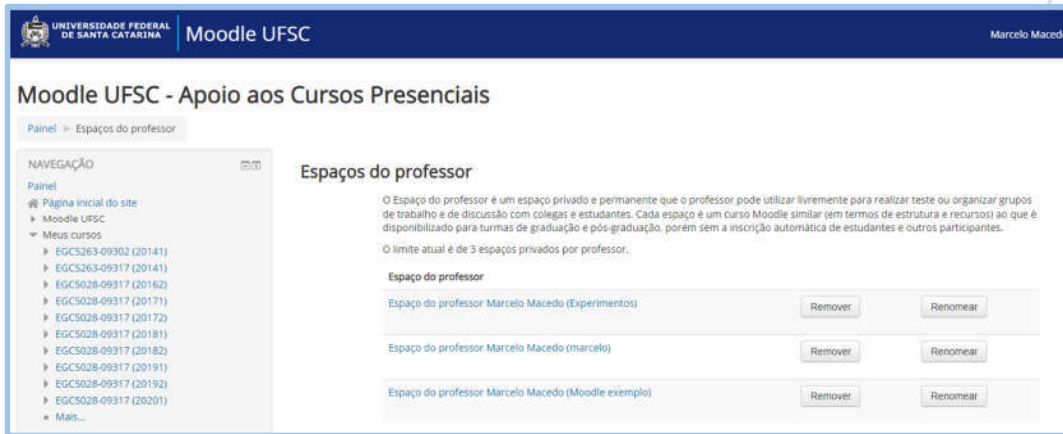 UNIVERSIDADE FEDERAL
DE SANTA CATARINA
Moodle UFSC
Marcelo Maced
Moodle UFSC - Apoio aos Cursos Presenciais
Painel
Espaços do professor
NAVEGAÇÃO
Painel
Página inicial do site
Moodle UFSC
Meus cursos
EGC5263-09302 (20141)
EGC5263-09317 (20141)
EGC5028-09317 (20162)
EGC5028-09317 (20171)
EGC5028-09317 (20172)
EGC5028-09317 (20181)
EGC5028-09317 (20182)
EGC5028-09317 (20191)
EGC5028-09317 (20192)
EGC5028-09317 (20201)
Mais...
Espaços do professor
O Espaço do professor é um espaço privado e permanente que o professor pode utilizar livremente para realizar teste ou organizar grupos
de trabalho e de discussão com colegas e estudantes. Cada espaço é um curso Moodle similar (em termos de estrutura e recursos) ao que é
disponibilizado para turmas de graduação e pós-graduação, porém sem a inscrição automática de estudantes e outros participantes.
O limite atual é de 3 espaços privados por professor.
Espaço do professor
Espaço do professor Marcelo Macedo (Experimentos) Remover Renomear
Espaço do professor Marcelo Macedo (marcelo) Remover Renomear
Espaço do professor Marcelo Macedo (Moodle exemplo) Remover Renomear